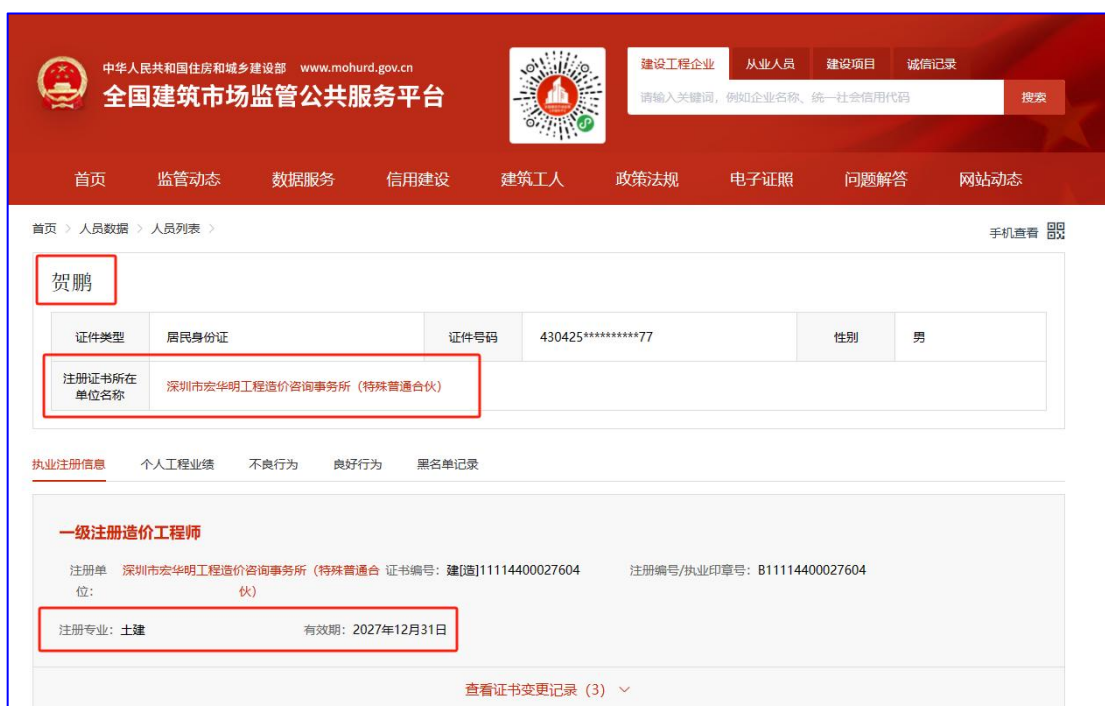 中华人民共和国住房和城乡建设部 www.mohurd.gov.cn
全国建筑市场监管公共服务平台
建设工程企业 从业人员 建设项目 诚信记录
请输入关键词，例如企业名称、统一社会信用代码 搜索
首页 监管动态 数据服务 信用建设 建筑工人 政策法规 电子证照 问题解答 网站动态
首页 > 人员数据 > 人员列表 >
手机查看
贺鹏
证件类型 居民身份证 证件号码 430425**********77 性别 男
注册证书所在
单位名称
深圳市宏华明工程造价咨询事务所（特殊普通合伙）
执业注册信息 个人工程业绩 不良行为 良好行为 黑名单记录
一级注册造价工程师
注册单 深圳市宏华明工程造价咨询事务所（特殊普通合 证书编号：建[造]11114400027604 注册编号/执业印章号：B11114400027604
位： 伙）
注册专业：土建 有效期：2027年12月31日
查看证书变更记录（3）